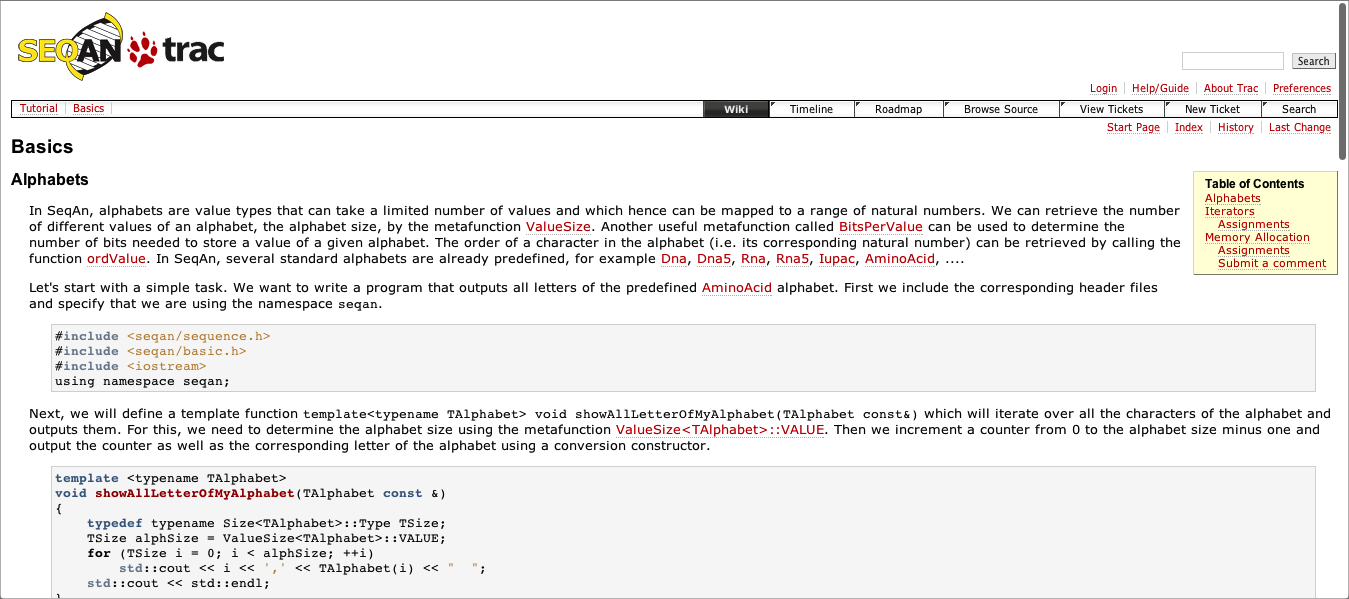 SEQAN trac
Search
Login Help/Guide About Trac Preferences
Tutorial Basics Wiki Timeline Roadmap Browse Source View Tickets New Ticket Search
Start Page Index History Last Change
Basics
Alphabets
Table of Contents
Alphabets
Iterators
Assignments
Memory Allocation
Assignments
Submit a comment
In SeqAn, alphabets are value types that can take a limited number of values and which hence can be mapped to a range of natural numbers. We can retrieve the number
of different values of an alphabet, the alphabet size, by the metafunction ValueSize. Another useful metafunction called BitsPerValue can be used to determine the
number of bits needed to store a value of a given alphabet. The order of a character in the alphabet (i.e. its corresponding natural number) can be retrieved by calling the
function ordValue. In SeqAn, several standard alphabets are already predefined, for example Dna, Dna5, Rna, Rna5, Iupac, AminoAcid, ....
Let's start with a simple task. We want to write a program that outputs all letters of the predefined AminoAcid alphabet. First we include the corresponding header files
and specify that we are using the namespace seqan.
#include <seqan/sequence.h>
#include <seqan/basic.h>
#include <iostream>
using namespace seqan;
Next, we will define a template function template<typename TAlphabet> void showAllLetterOfMyAlphabet(TAlphabet const&) which will iterate over all the characters of the alphabet and
outputs them. For this, we need to determine the alphabet size using the metafunction ValueSize<TAlphabet>::VALUE. Then we increment a counter from 0 to the alphabet size minus one and
output the counter as well as the corresponding letter of the alphabet using a conversion constructor.
template <typename TAlphabet>
void showAllLetterOfMyAlphabet(TAlphabet const &)
{
    typedef typename Size<TAlphabet>::Type TSize;
    TSize alphSize = ValueSize<TAlphabet>::VALUE;
    for (TSize i = 0; i < alphSize; ++i)
        std::cout << i << ',' << TAlphabet(i) << "  ";
    std::cout << std::endl;
}